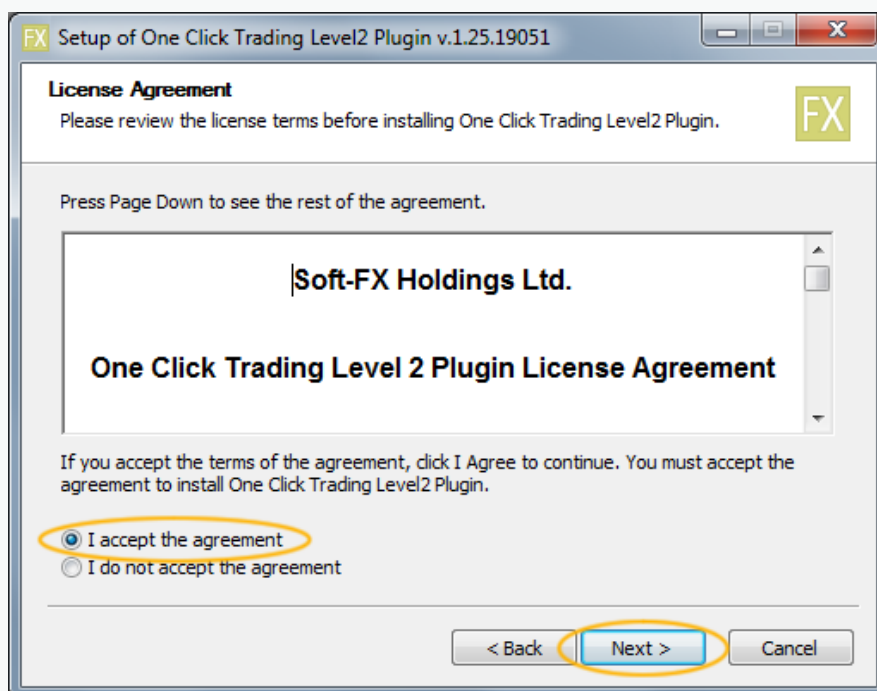 FX Setup of One Click Trading Level2 Plugin v.1.25.19051
License Agreement
Please review the license terms before installing One Click Trading Level2 Plugin.
FX
Press Page Down to see the rest of the agreement.
Soft-FX Holdings Ltd.
One Click Trading Level 2 Plugin License Agreement
If you accept the terms of the agreement, click I Agree to continue. You must accept the
agreement to install One Click Trading Level2 Plugin.
I accept the agreement
I do not accept the agreement
< Back Next > Cancel